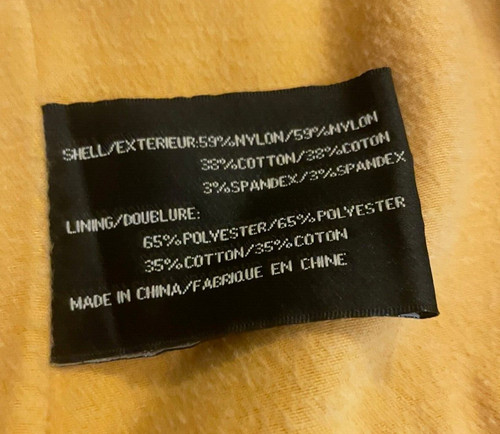 SHELL/EXTERIEUR:59%NYLON/59%NYLON
38%COTTON/38%COTON
3%SPANDEX/3%SPANDEX
LINING/DOUBLURE:
65%POLYESTER/65%POLYESTER
35%COTTON/35%COTON
MADE IN CHINA/FABRIQUE EN CHINE